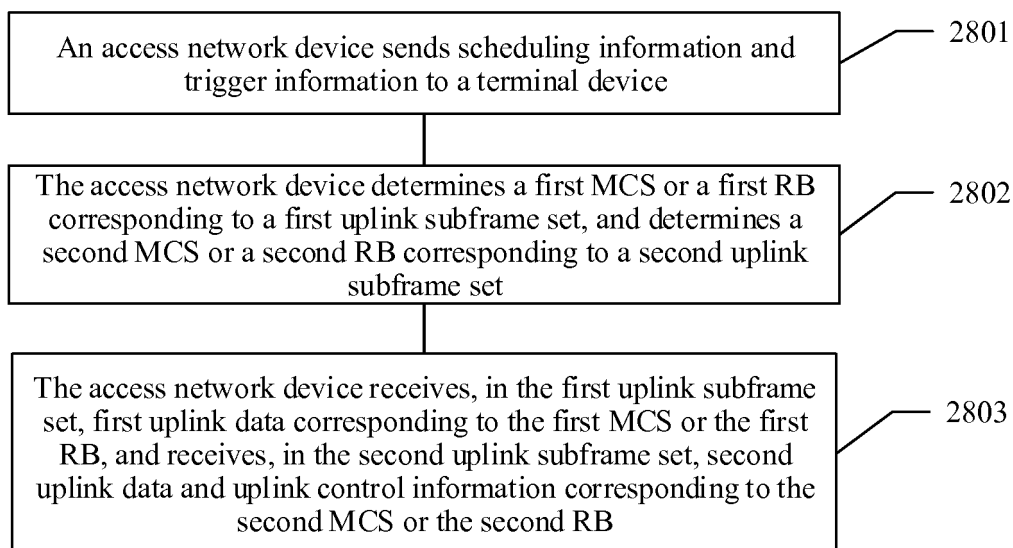 An access network device sends scheduling information and
trigger information to a terminal device
2801
The access network device determines a first MCS or a first RB
corresponding to a first uplink subframe set, and determines a
second MCS or a second RB corresponding to a second uplink
subframe set
2802
The access network device receives, in the first uplink subframe
set, first uplink data corresponding to the first MCS or the first
RB, and receives, in the second uplink subframe set, second
uplink data and uplink control information corresponding to the
second MCS or the second RB
2803